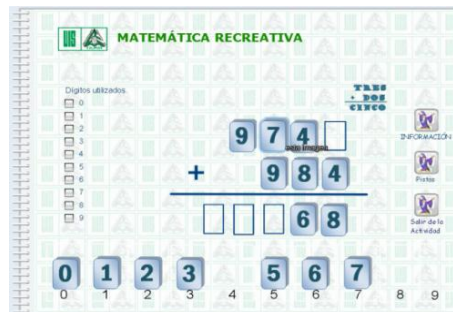 UIS MATEMÁTICA RECREATIVA
Dígitos utilizados
0
1
2
3
4
5
6
7
8
9
TRES
+ DOS
CINCO
9 7 4
+ 9 8 4
6 8
INFORMACIÓN
Pistas
Salir de la
Actividad
0 1 2 3 5 6 7
0 1 2 3 4 5 6 7 8 9